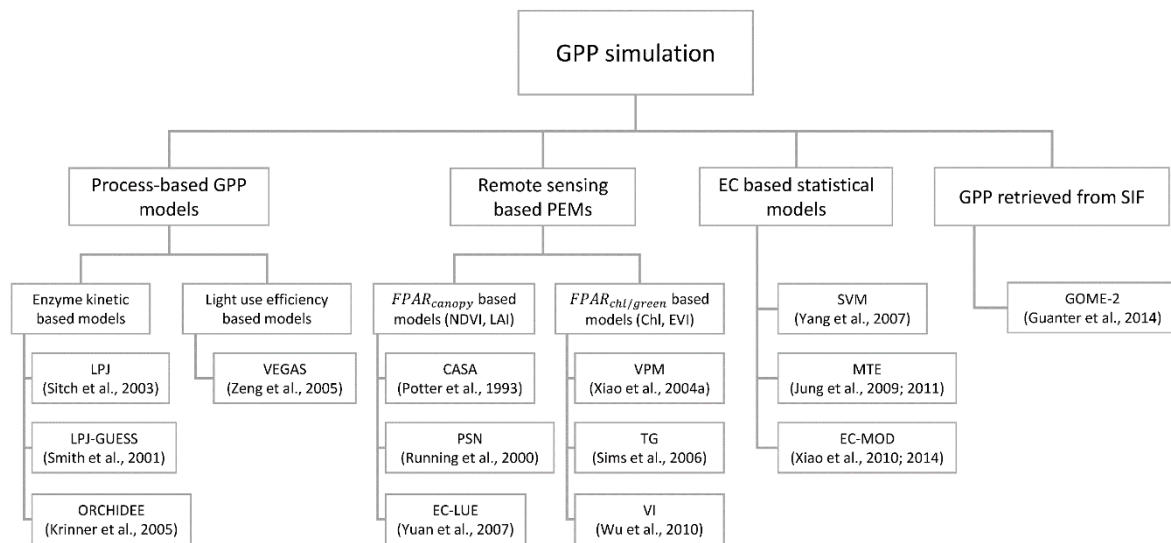 GPP simulation
Process-based GPP
models
Remote sensing
based PEMs
EC based statistical
models
GPP retrieved from SIF
Enzyme kinetic
based models
Light use efficiency
based models
FPARcanopy based
models (NDVI, LAI)
FPARchl/green based
models (Chl, EVI)
SVM
(Yang et al., 2007)
GOME-2
(Guanter et al., 2014)
LPJ
(Sitch et al., 2003)
VEGAS
(Zeng et al., 2005)
CASA
(Potter et al., 1993)
VPM
(Xiao et al., 2004a)
MTE
(Jung et al., 2009; 2011)
LPJ-GUESS
(Smith et al., 2001)
PSN
(Running et al., 2000)
TG
(Sims et al., 2006)
EC-MOD
(Xiao et al., 2010; 2014)
ORCHIDEE
(Krinner et al., 2005)
EC-LUE
(Yuan et al., 2007)
VI
(Wu et al., 2010)